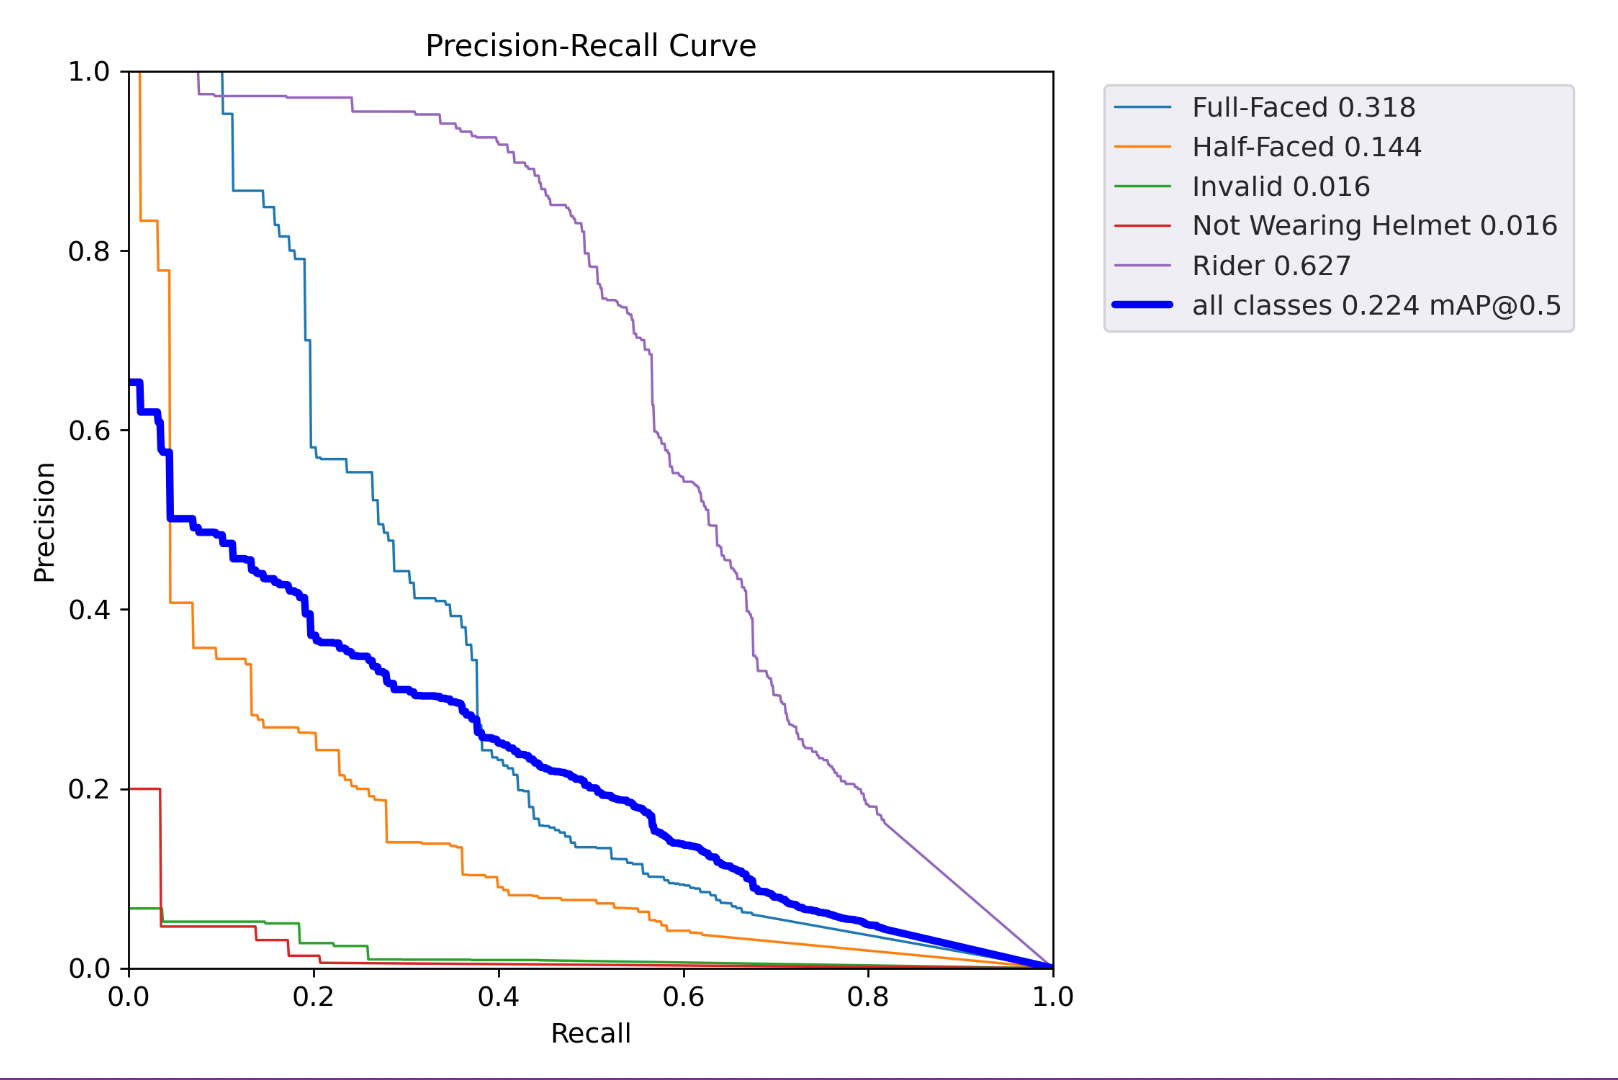 Precision-Recall Curve
1.0
0.8
0.6
0.4
0.2
0.0
Precision
0.0 0.2 0.4 0.6 0.8 1.0
Recall
Full-Faced 0.318
Half-Faced 0.144
Invalid 0.016
Not Wearing Helmet 0.016
Rider 0.627
all classes 0.224 mAP@0.5